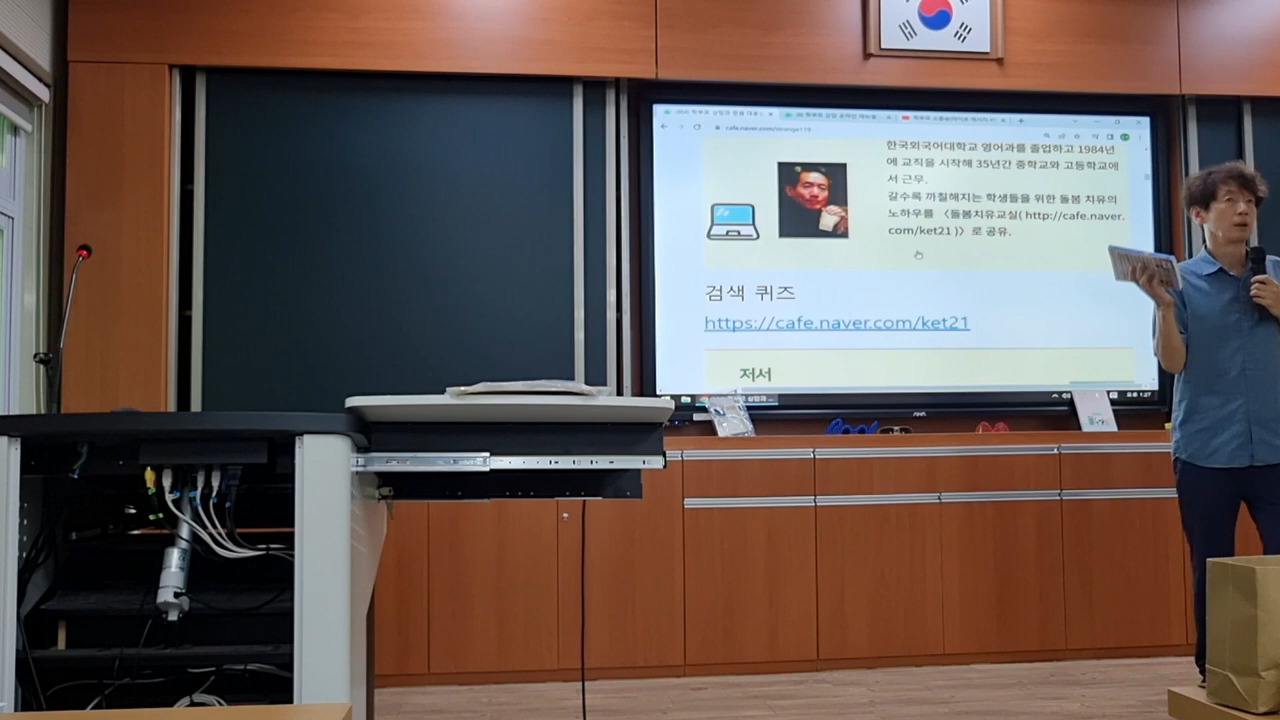 cafe.naver.com/orange119
한국외국어대학교 영어과를 졸업하고 1984년
에 교직을 시작해 35년간 중학교와 고등학교에
서 근무.
갈수록 까칠해지는 학생들을 위한 돌봄 치유의
노하우를 〈돌봄치유교실( http://cafe.naver.
com/ket21 )〉로 공유.
검색 퀴즈
https://cafe.naver.com/ket21
저서
오후 1:27